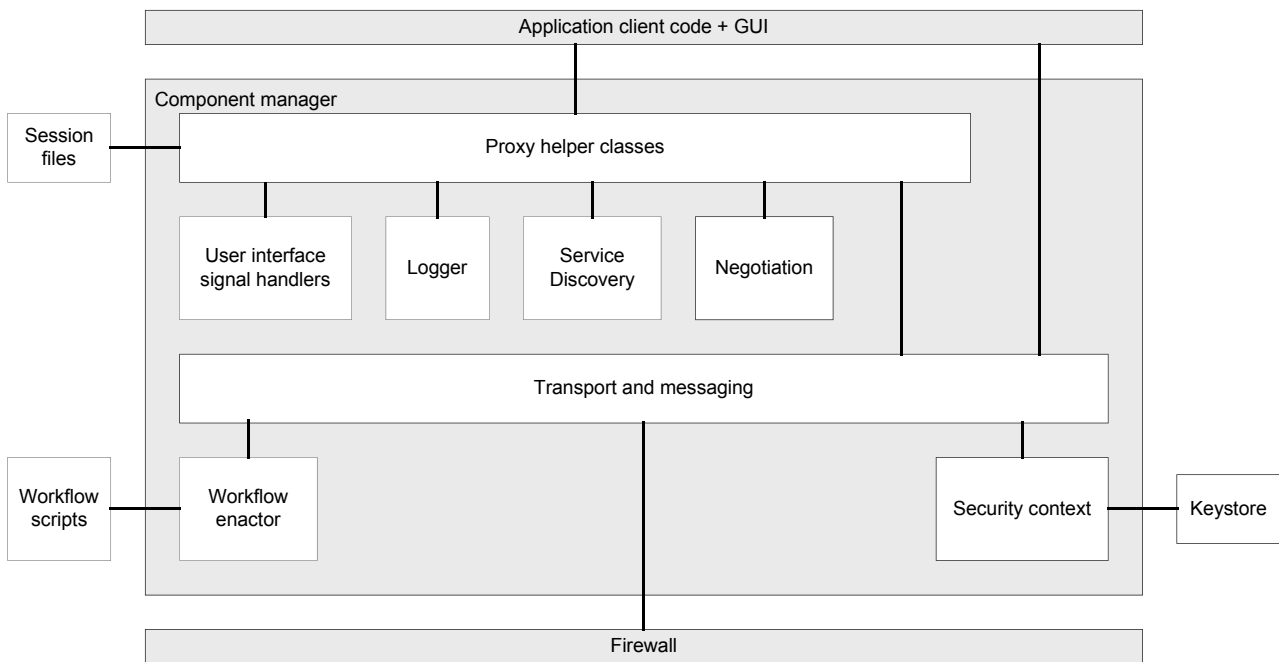 Application client code + GUI
Component manager
Session
files
Proxy helper classes
User interface
signal handlers
Logger
Service
Discovery
Negotiation
Transport and messaging
Workflow
scripts
Workflow
enactor
Security context
Keystore
Firewall